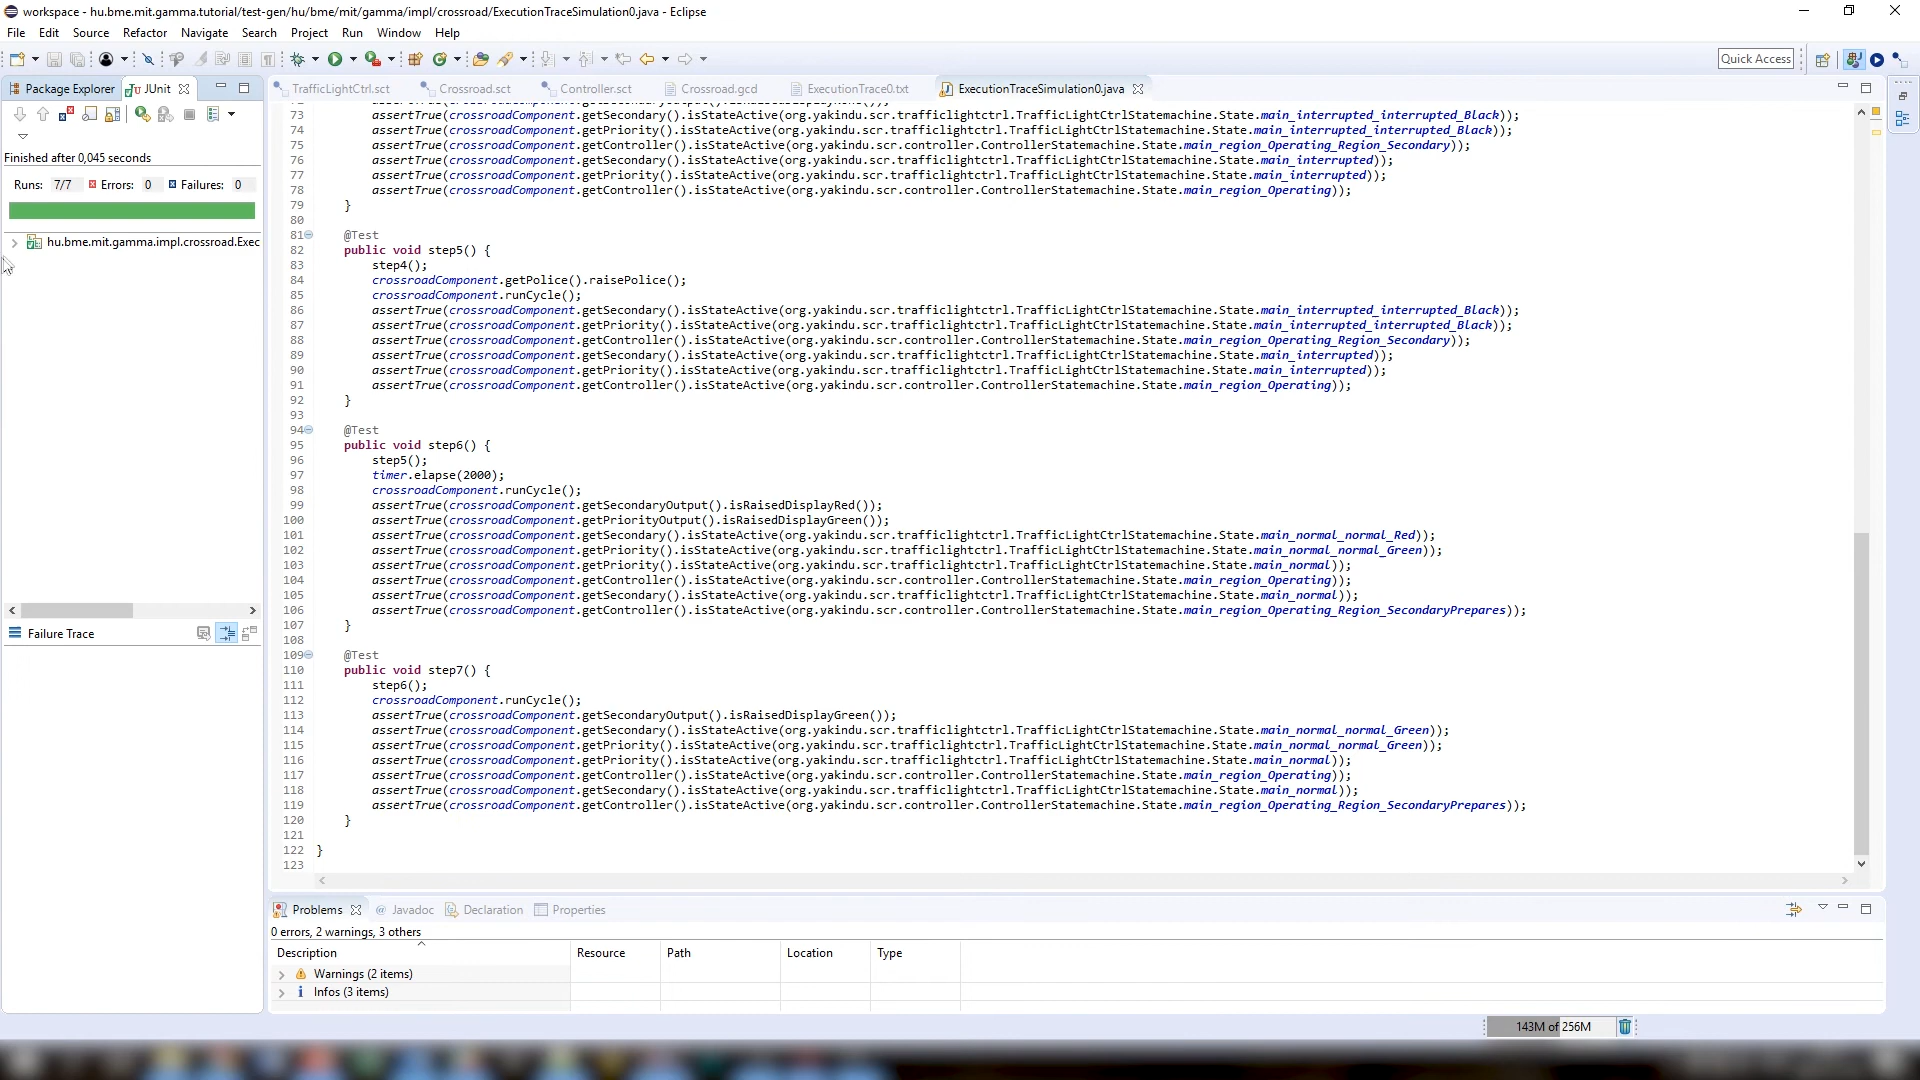 workspace - hu.bme.mit.gamma.tutorial/test-gen/hu/bme/mit/gamma/impl/crossroad/ExecutionTraceSimulation0.java - Eclipse
File Edit Source Refactor Navigate Search Project Run Window Help
Quick Access
Package Explorer JUnit
TrafficLightCtrl.sct Crossroad.sct Controller.sct Crossroad.gcd ExecutionTrace0.txt ExecutionTraceSimulation0.java
Finished after 0,045 seconds
Runs: 7/7 Errors: 0 Failures: 0
hu.bme.mit.gamma.impl.crossroad.Exec
Failure Trace
73 assertTrue(crossroadComponent.getSecondary().isStateActive(org.yakindu.scr.trafficlightctrl.TrafficLightCtrlStatemachine.State.main_interrupted_interrupted_Black));
74 assertTrue(crossroadComponent.getPriority().isStateActive(org.yakindu.scr.trafficlightctrl.TrafficLightCtrlStatemachine.State.main_interrupted_interrupted_Black));
75 assertTrue(crossroadComponent.getController().isStateActive(org.yakindu.scr.controller.ControllerStatemachine.State.main_region_Operating_Region_Secondary));
76 assertTrue(crossroadComponent.getSecondary().isStateActive(org.yakindu.scr.trafficlightctrl.TrafficLightCtrlStatemachine.State.main_interrupted));
77 assertTrue(crossroadComponent.getPriority().isStateActive(org.yakindu.scr.trafficlightctrl.TrafficLightCtrlStatemachine.State.main_interrupted));
78 assertTrue(crossroadComponent.getController().isStateActive(org.yakindu.scr.controller.ControllerStatemachine.State.main_region_Operating));
79 }
80
81 @Test
82 public void step5() {
83 step4();
84 crossroadComponent.getPolice().raisePolice();
85 crossroadComponent.runCycle();
86 assertTrue(crossroadComponent.getSecondary().isStateActive(org.yakindu.scr.trafficlightctrl.TrafficLightCtrlStatemachine.State.main_interrupted_interrupted_Black));
87 assertTrue(crossroadComponent.getPriority().isStateActive(org.yakindu.scr.trafficlightctrl.TrafficLightCtrlStatemachine.State.main_interrupted_interrupted_Black));
88 assertTrue(crossroadComponent.getController().isStateActive(org.yakindu.scr.controller.ControllerStatemachine.State.main_region_Operating_Region_Secondary));
89 assertTrue(crossroadComponent.getSecondary().isStateActive(org.yakindu.scr.trafficlightctrl.TrafficLightCtrlStatemachine.State.main_interrupted));
90 assertTrue(crossroadComponent.getPriority().isStateActive(org.yakindu.scr.trafficlightctrl.TrafficLightCtrlStatemachine.State.main_interrupted));
91 assertTrue(crossroadComponent.getController().isStateActive(org.yakindu.scr.controller.ControllerStatemachine.State.main_region_Operating));
92 }
93
94 @Test
95 public void step6() {
96 step5();
97 timer.elapse(2000);
98 crossroadComponent.runCycle();
99 assertTrue(crossroadComponent.getSecondaryOutput().isRaisedDisplayRed());
100 assertTrue(crossroadComponent.getPriorityOutput().isRaisedDisplayGreen());
101 assertTrue(crossroadComponent.getSecondary().isStateActive(org.yakindu.scr.trafficlightctrl.TrafficLightCtrlStatemachine.State.main_normal_normal_Red));
102 assertTrue(crossroadComponent.getPriority().isStateActive(org.yakindu.scr.trafficlightctrl.TrafficLightCtrlStatemachine.State.main_normal_normal_Green));
103 assertTrue(crossroadComponent.getPriority().isStateActive(org.yakindu.scr.trafficlightctrl.TrafficLightCtrlStatemachine.State.main_normal));
104 assertTrue(crossroadComponent.getController().isStateActive(org.yakindu.scr.controller.ControllerStatemachine.State.main_region_Operating));
105 assertTrue(crossroadComponent.getSecondary().isStateActive(org.yakindu.scr.trafficlightctrl.TrafficLightCtrlStatemachine.State.main_normal));
106 assertTrue(crossroadComponent.getController().isStateActive(org.yakindu.scr.controller.ControllerStatemachine.State.main_region_Operating_Region_SecondaryPrepares));
107 }
108
109 @Test
110 public void step7() {
111 step6();
112 crossroadComponent.runCycle();
113 assertTrue(crossroadComponent.getSecondaryOutput().isRaisedDisplayGreen());
114 assertTrue(crossroadComponent.getSecondary().isStateActive(org.yakindu.scr.trafficlightctrl.TrafficLightCtrlStatemachine.State.main_normal_normal_Green));
115 assertTrue(crossroadComponent.getPriority().isStateActive(org.yakindu.scr.trafficlightctrl.TrafficLightCtrlStatemachine.State.main_normal_normal_Green));
116 assertTrue(crossroadComponent.getPriority().isStateActive(org.yakindu.scr.trafficlightctrl.TrafficLightCtrlStatemachine.State.main_normal));
117 assertTrue(crossroadComponent.getController().isStateActive(org.yakindu.scr.controller.ControllerStatemachine.State.main_region_Operating));
118 assertTrue(crossroadComponent.getSecondary().isStateActive(org.yakindu.scr.trafficlightctrl.TrafficLightCtrlStatemachine.State.main_normal));
119 assertTrue(crossroadComponent.getController().isStateActive(org.yakindu.scr.controller.ControllerStatemachine.State.main_region_Operating_Region_SecondaryPrepares));
120 }
121
122 }
123
Problems Javadoc Declaration Properties
0 errors, 2 warnings, 3 others
Description Resource Path Location Type
Warnings (2 items)
Infos (3 items)
143M of 256M